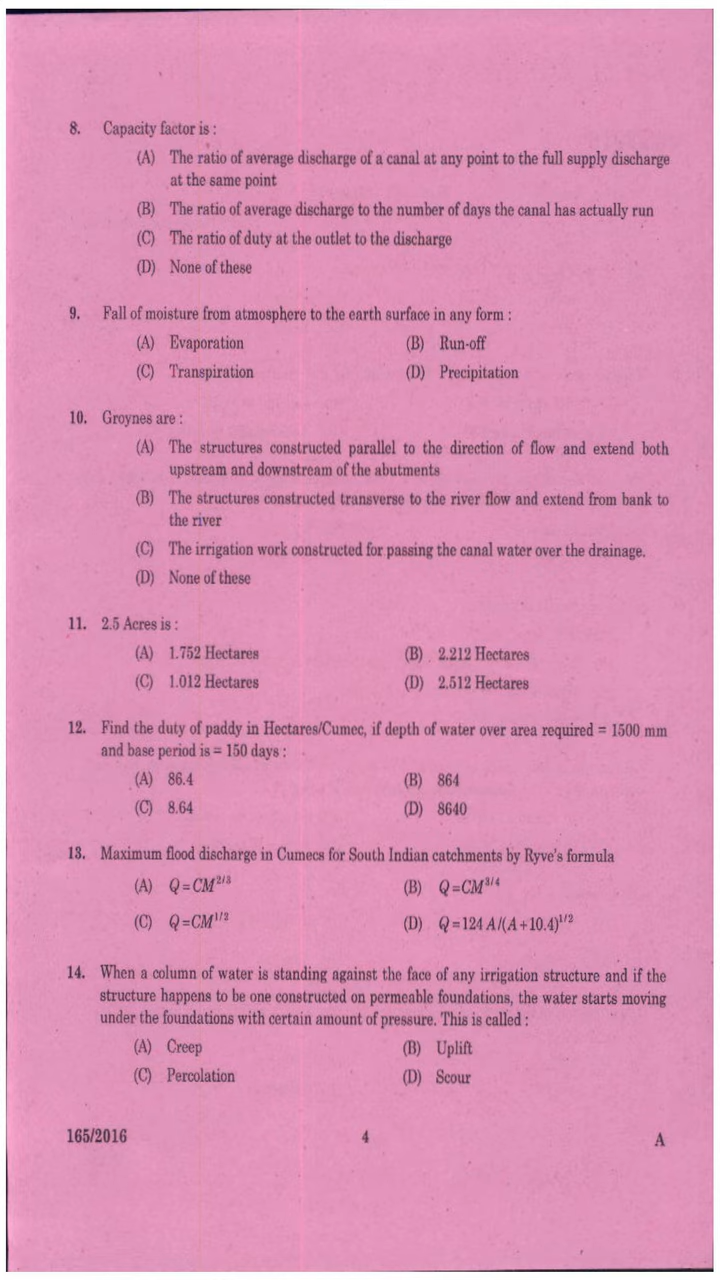 8. Capacity factor is :
(A) The ratio of average discharge of a canal at any point to the full supply discharge
at the same point
(B) The ratio of average discharge to the number of days the canal has actually run
(C) The ratio of duty at the outlet to the discharge
(D) None of these
9. Fall of moisture from atmosphere to the earth surface in any form :
(A) Evaporation (B) Run-off
(C) Transpiration (D) Precipitation
10. Groynes are :
(A) The structures constructed parallel to the direction of flow and extend both
upstream and downstream of the abutments
(B) The structures constructed transverse to the river flow and extend from bank to
the river
(C) The irrigation work constructed for passing the canal water over the drainage.
(D) None of these
11. 2.5 Acres is :
(A) 1.752 Hectares (B) 2.212 Hectares
(C) 1.012 Hectares (D) 2.512 Hectares
12. Find the duty of paddy in Hectares/Cumec, if depth of water over area required = 1500 mm
and base period is = 150 days :
(A) 86.4 (B) 864
(C) 8.64 (D) 8640
13. Maximum flood discharge in Cumecs for South Indian catchments by Ryve's formula
(A) Q=CM^{2/3} (B) Q=CM^{3/4}
(C) Q=CM^{1/2} (D) Q=124 A/(A+10.4)^{1/2}
14. When a column of water is standing against the face of any irrigation structure and if the
structure happens to be one constructed on permeable foundations, the water starts moving
under the foundations with certain amount of pressure. This is called :
(A) Creep (B) Uplift
(C) Percolation (D) Scour
165/2016 4 A